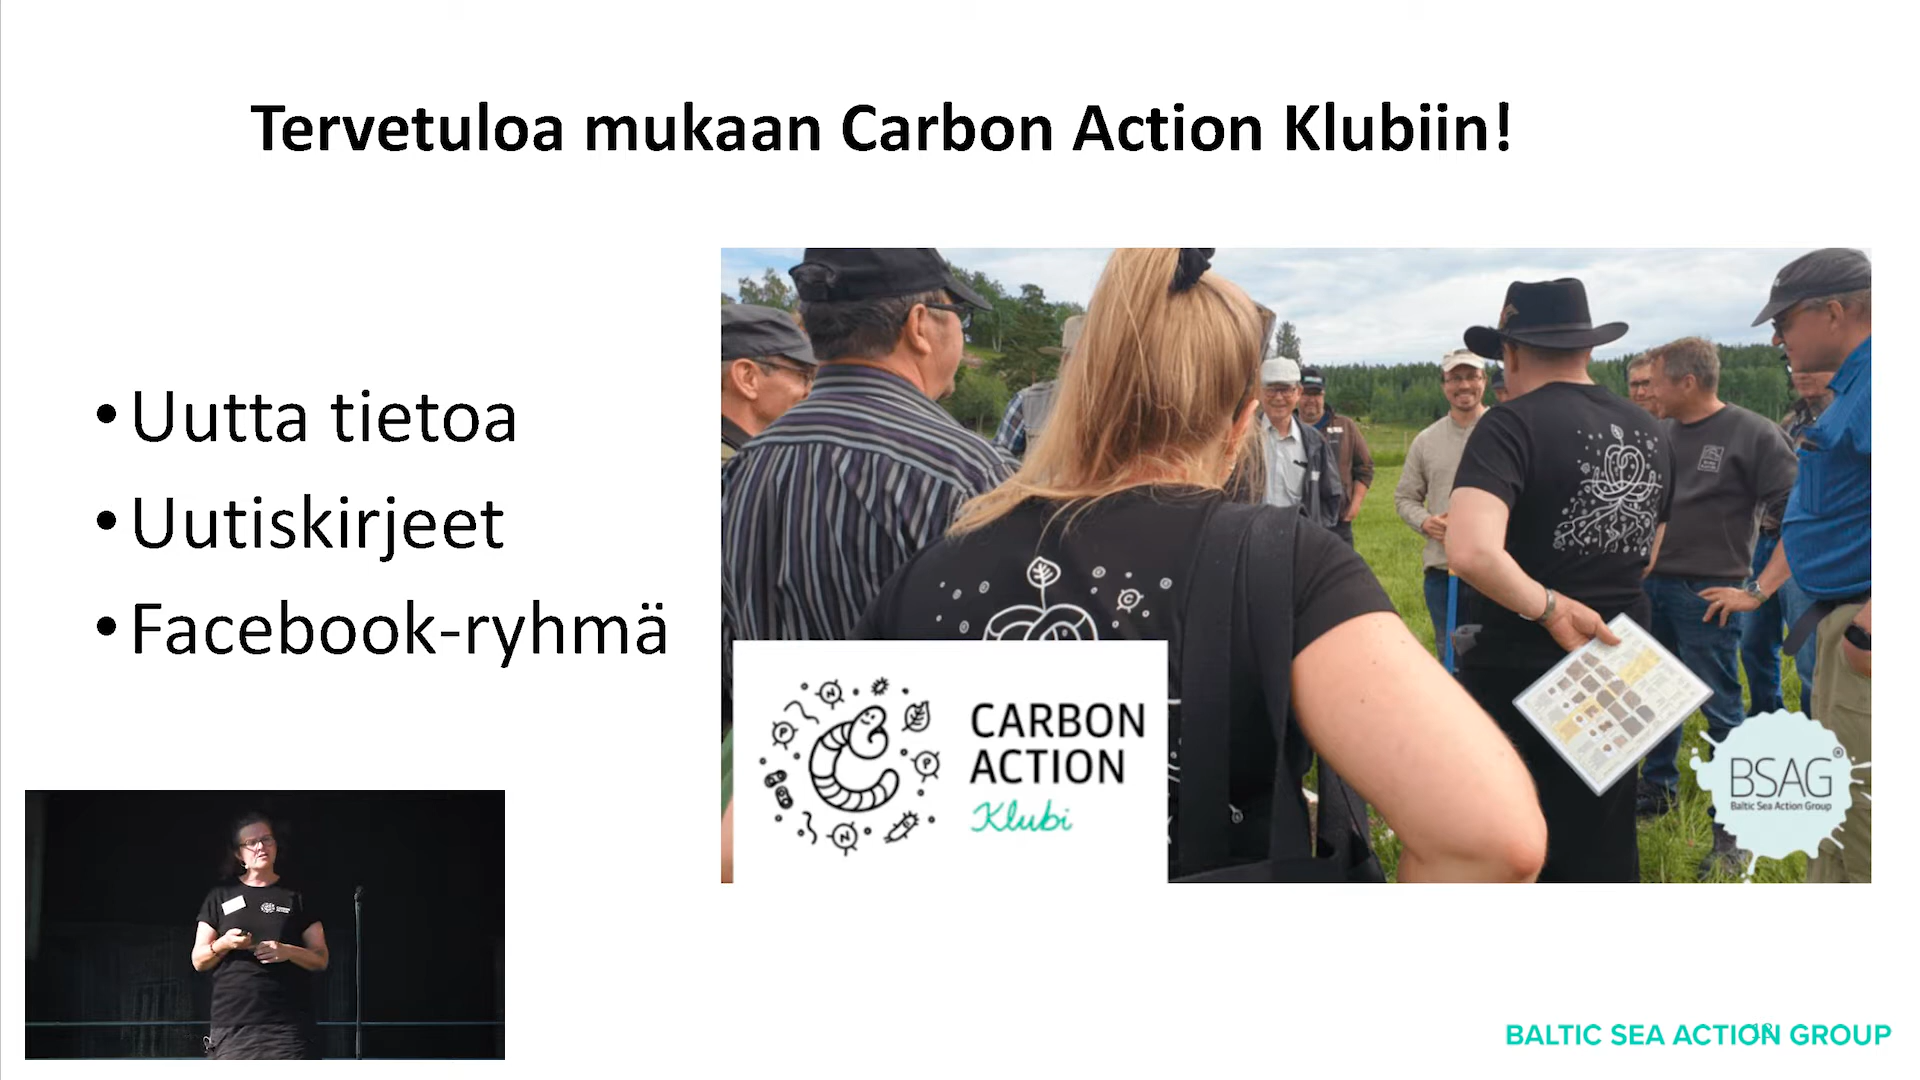 Tervetuloa mukaan Carbon Action Klubiin!
• Uutta tietoa
• Uutiskirjeet
• Facebook-ryhmä
CARBON
ACTION
Klubi
BSAG
Baltic Sea Action Group
BALTIC SEA ACTION GROUP